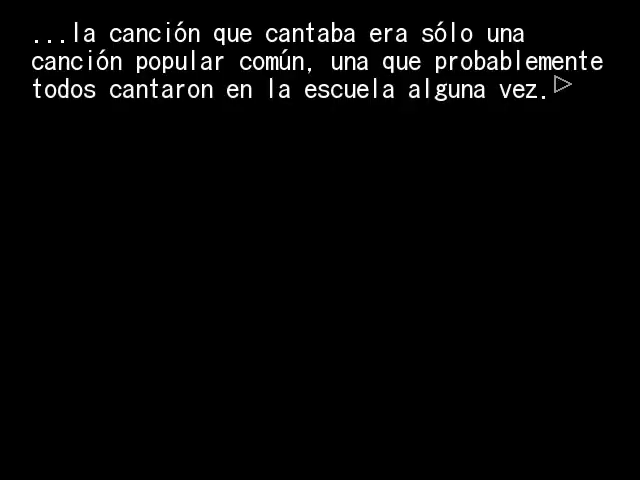 ...la canción que cantaba era sólo una
canción popular común, una que probablemente
todos cantaron en la escuela alguna vez.